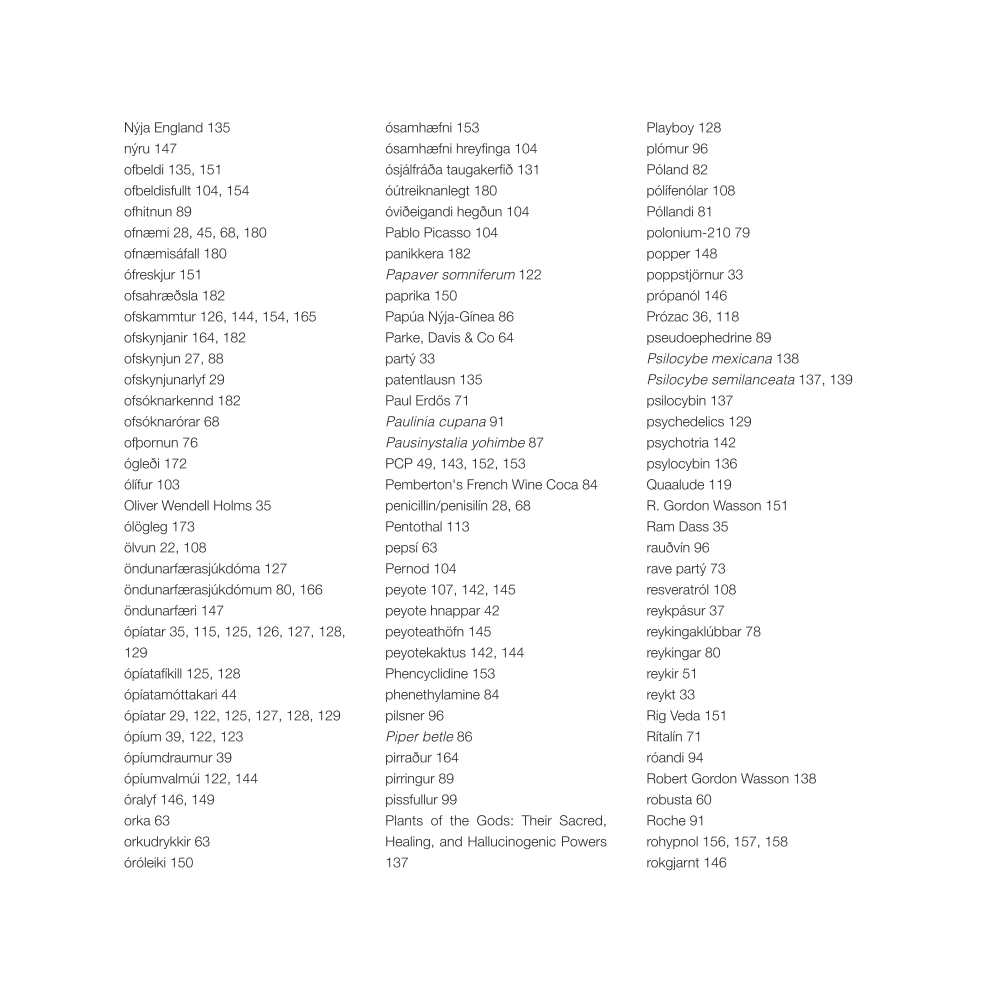 Nýja England 135
nýru 147
ofbeldi 135, 151
ofbeldisfullt 104, 154
ofhitnun 89
ofnæmi 28, 45, 68, 180
ofnæmisáfall 180
ófreskjur 151
ofsahræðsla 182
ofskammtur 126, 144, 154, 165
ofskynjanir 164, 182
ofskynjun 27, 88
ofskynjunarlyf 29
ofsóknarkennd 182
ofsóknarórar 68
ofþornun 76
ógleði 172
ólífur 103
Oliver Wendell Holms 35
ólögleg 173
ölvun 22, 108
öndunarfærasjúkdóma 127
öndunarfærasjúkdómum 80, 166
öndunarfæri 147
ópíatar 35, 115, 125, 126, 127, 128,
129
ópíatafíkill 125, 128
ópíatamóttakari 44
ópíatar 29, 122, 125, 127, 128, 129
ópíum 39, 122, 123
ópíumdraumur 39
ópíumvalmúi 122, 144
óralyf 146, 149
orka 63
orkudrykkir 63
óróleiki 150
ósamhæfni 153
ósamhæfni hreyfinga 104
ósjálfráða taugakerfið 131
óútreiknanlegt 180
óviðeigandi hegðun 104
Pablo Picasso 104
panikkera 182
Papaver somniferum 122
paprika 150
Papúa Nýja-Gínea 86
Parke, Davis & Co 64
partý 33
patentlausn 135
Paul Erdős 71
Paulinia cupana 91
Pausinystalia yohimbe 87
PCP 49, 143, 152, 153
Pemberton's French Wine Coca 84
penicillin/penisilín 28, 68
Pentothal 113
pepsí 63
Pernod 104
peyote 107, 142, 145
peyote hnappar 42
peyoteathöfn 145
peyotekaktus 142, 144
Phencyclidine 153
phenethylamine 84
pilsner 96
Piper betle 86
pirraður 164
pirringur 89
pissfullur 99
Plants of the Gods: Their Sacred,
Healing, and Hallucinogenic Powers
137
Playboy 128
plómur 96
Póland 82
pólífenólar 108
Póllandi 81
polonium-210 79
popper 148
poppstjörnur 33
própanól 146
Prózac 36, 118
pseudoephedrine 89
Psilocybe mexicana 138
Psilocybe semilanceata 137, 139
psilocybin 137
psychedelics 129
psychotria 142
psylocybin 136
Quaalude 119
R. Gordon Wasson 151
Ram Dass 35
rauðvín 96
rave partý 73
resveratról 108
reykpásur 37
reykingaklúbbar 78
reykingar 80
reykir 51
reykt 33
Rig Veda 151
Rítalín 71
róandi 94
Robert Gordon Wasson 138
robusta 60
Roche 91
rohypnol 156, 157, 158
rokgjarnt 146